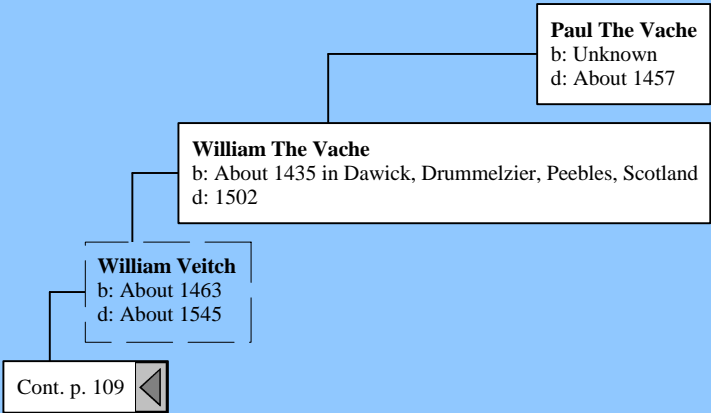 Paul The Vache
b: Unknown
d: About 1457
William The Vache
b: About 1435 in Dawick, Drummelzier, Peebles, Scotland
d: 1502
William Veitch
b: About 1463
d: About 1545
Cont. p. 109